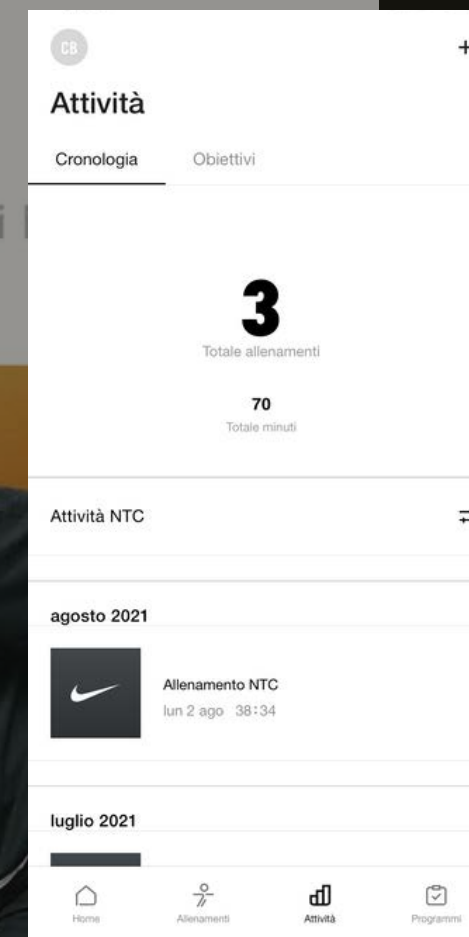 CB
+
Attività
Cronologia Obiettivi
3
Totale allenamenti
70
Totale minuti
Attività NTC
agosto 2021
Allenamento NTC
lun 2 ago 38:34
luglio 2021
Home Allenamenti Attività Programmi